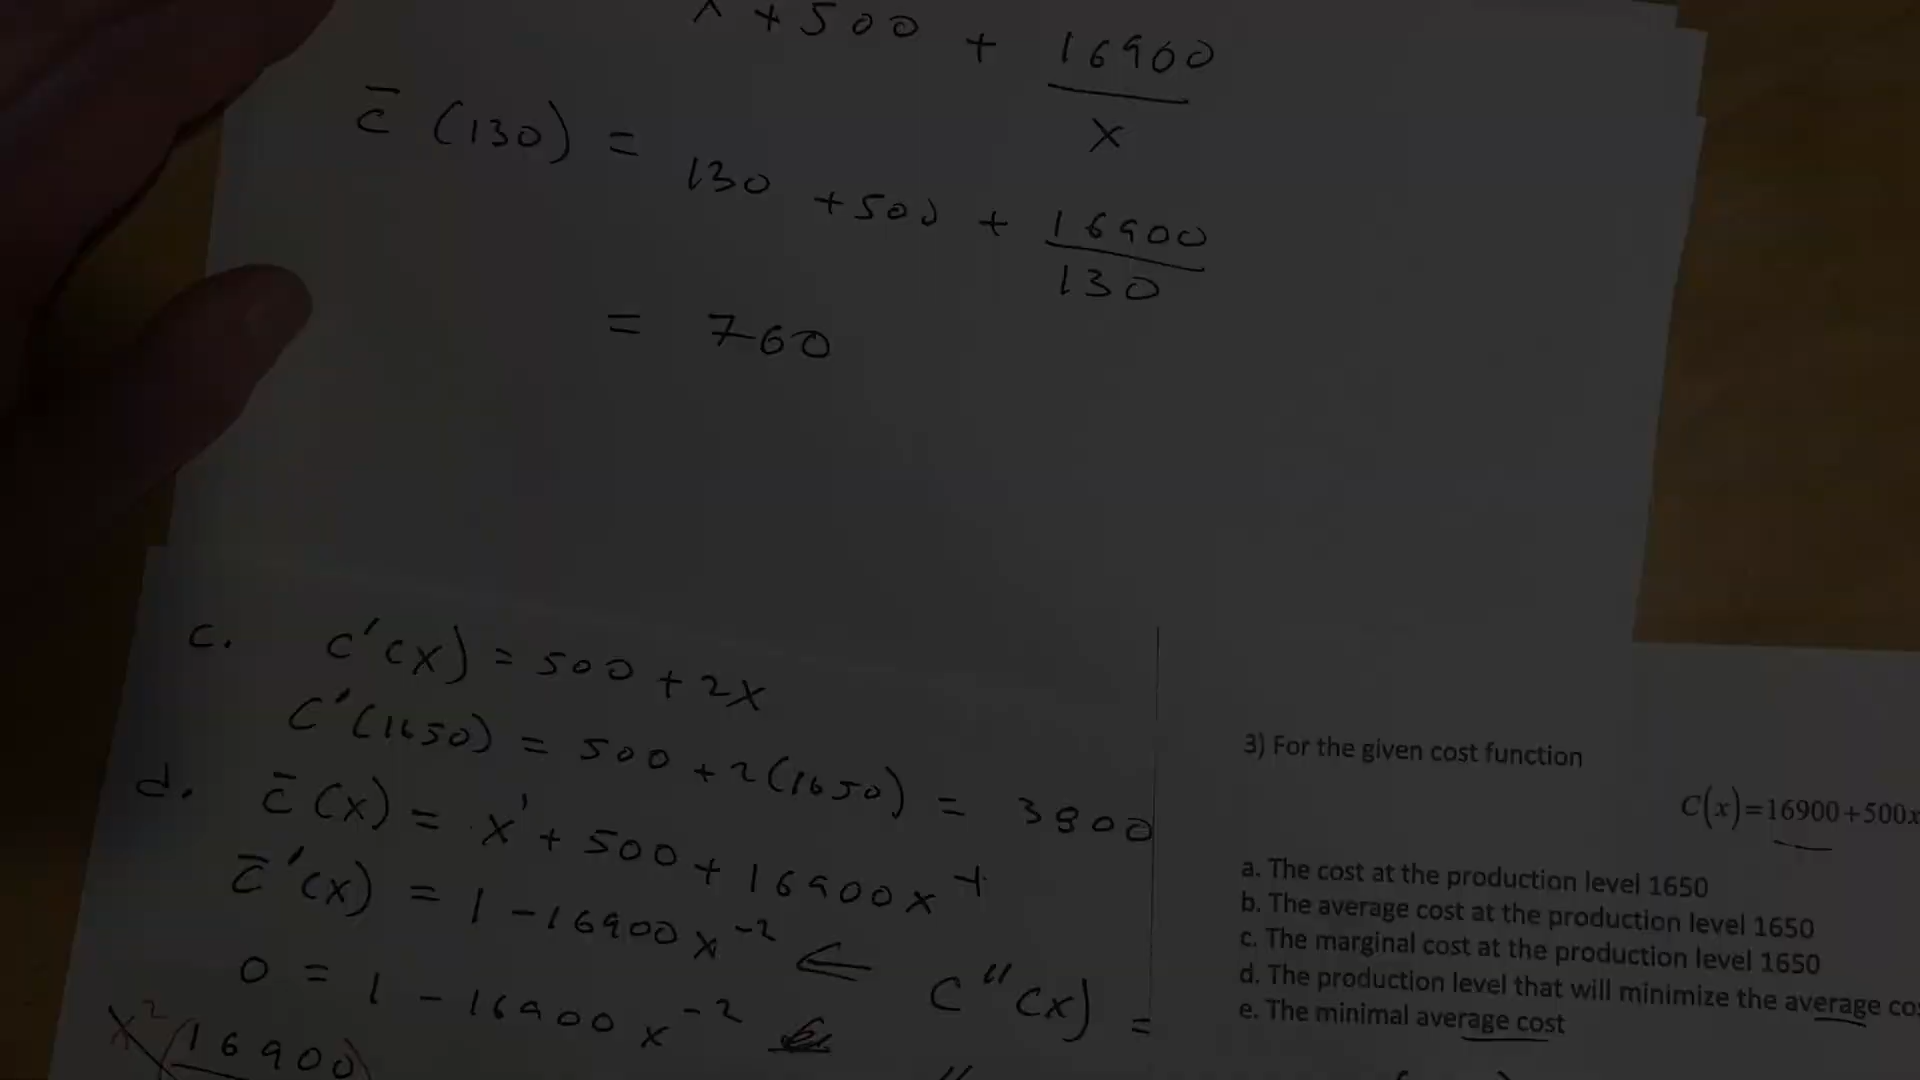 x + 500 + 16900
x
c̄ (130) = 130 + 500 + 16900
130
= 760
c. C'(x) = 500 + 2x
C'(1650) = 500 + 2(1650) = 3800
d. c̄ (x) = x' + 500 + 16900x⁻¹
c̄'(x) = 1 - 16900x⁻²
0 = 1 - 16900x⁻²
C''(x) =
x² (16900)
3) For the given cost function
C(x)=16900+500x
a. The cost at the production level 1650
b. The average cost at the production level 1650
c. The marginal cost at the production level 1650
d. The production level that will minimize the average co
e. The minimal average cost